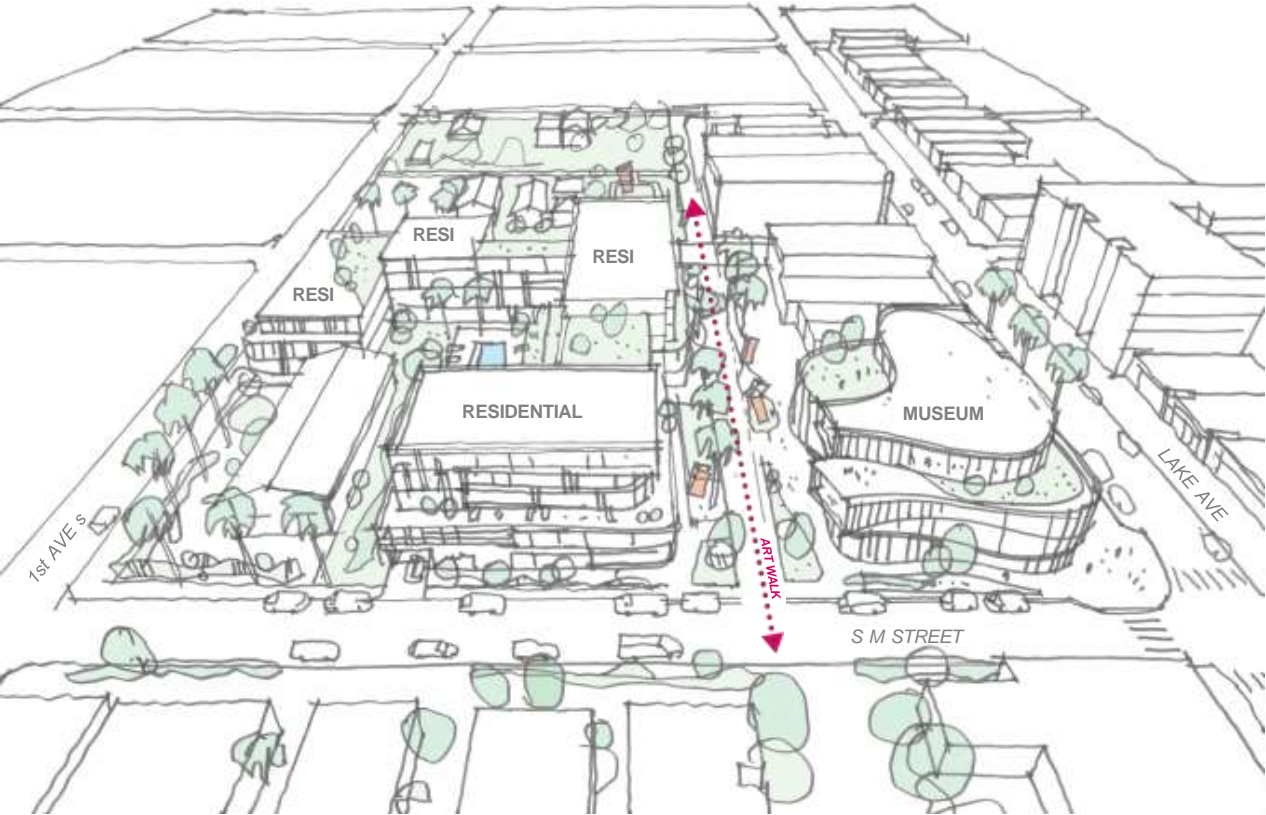 RESI
RESI
RESI
RESIDENTIAL
MUSEUM
LAKE AVE
1st AVE s
ART WALK
S M STREET